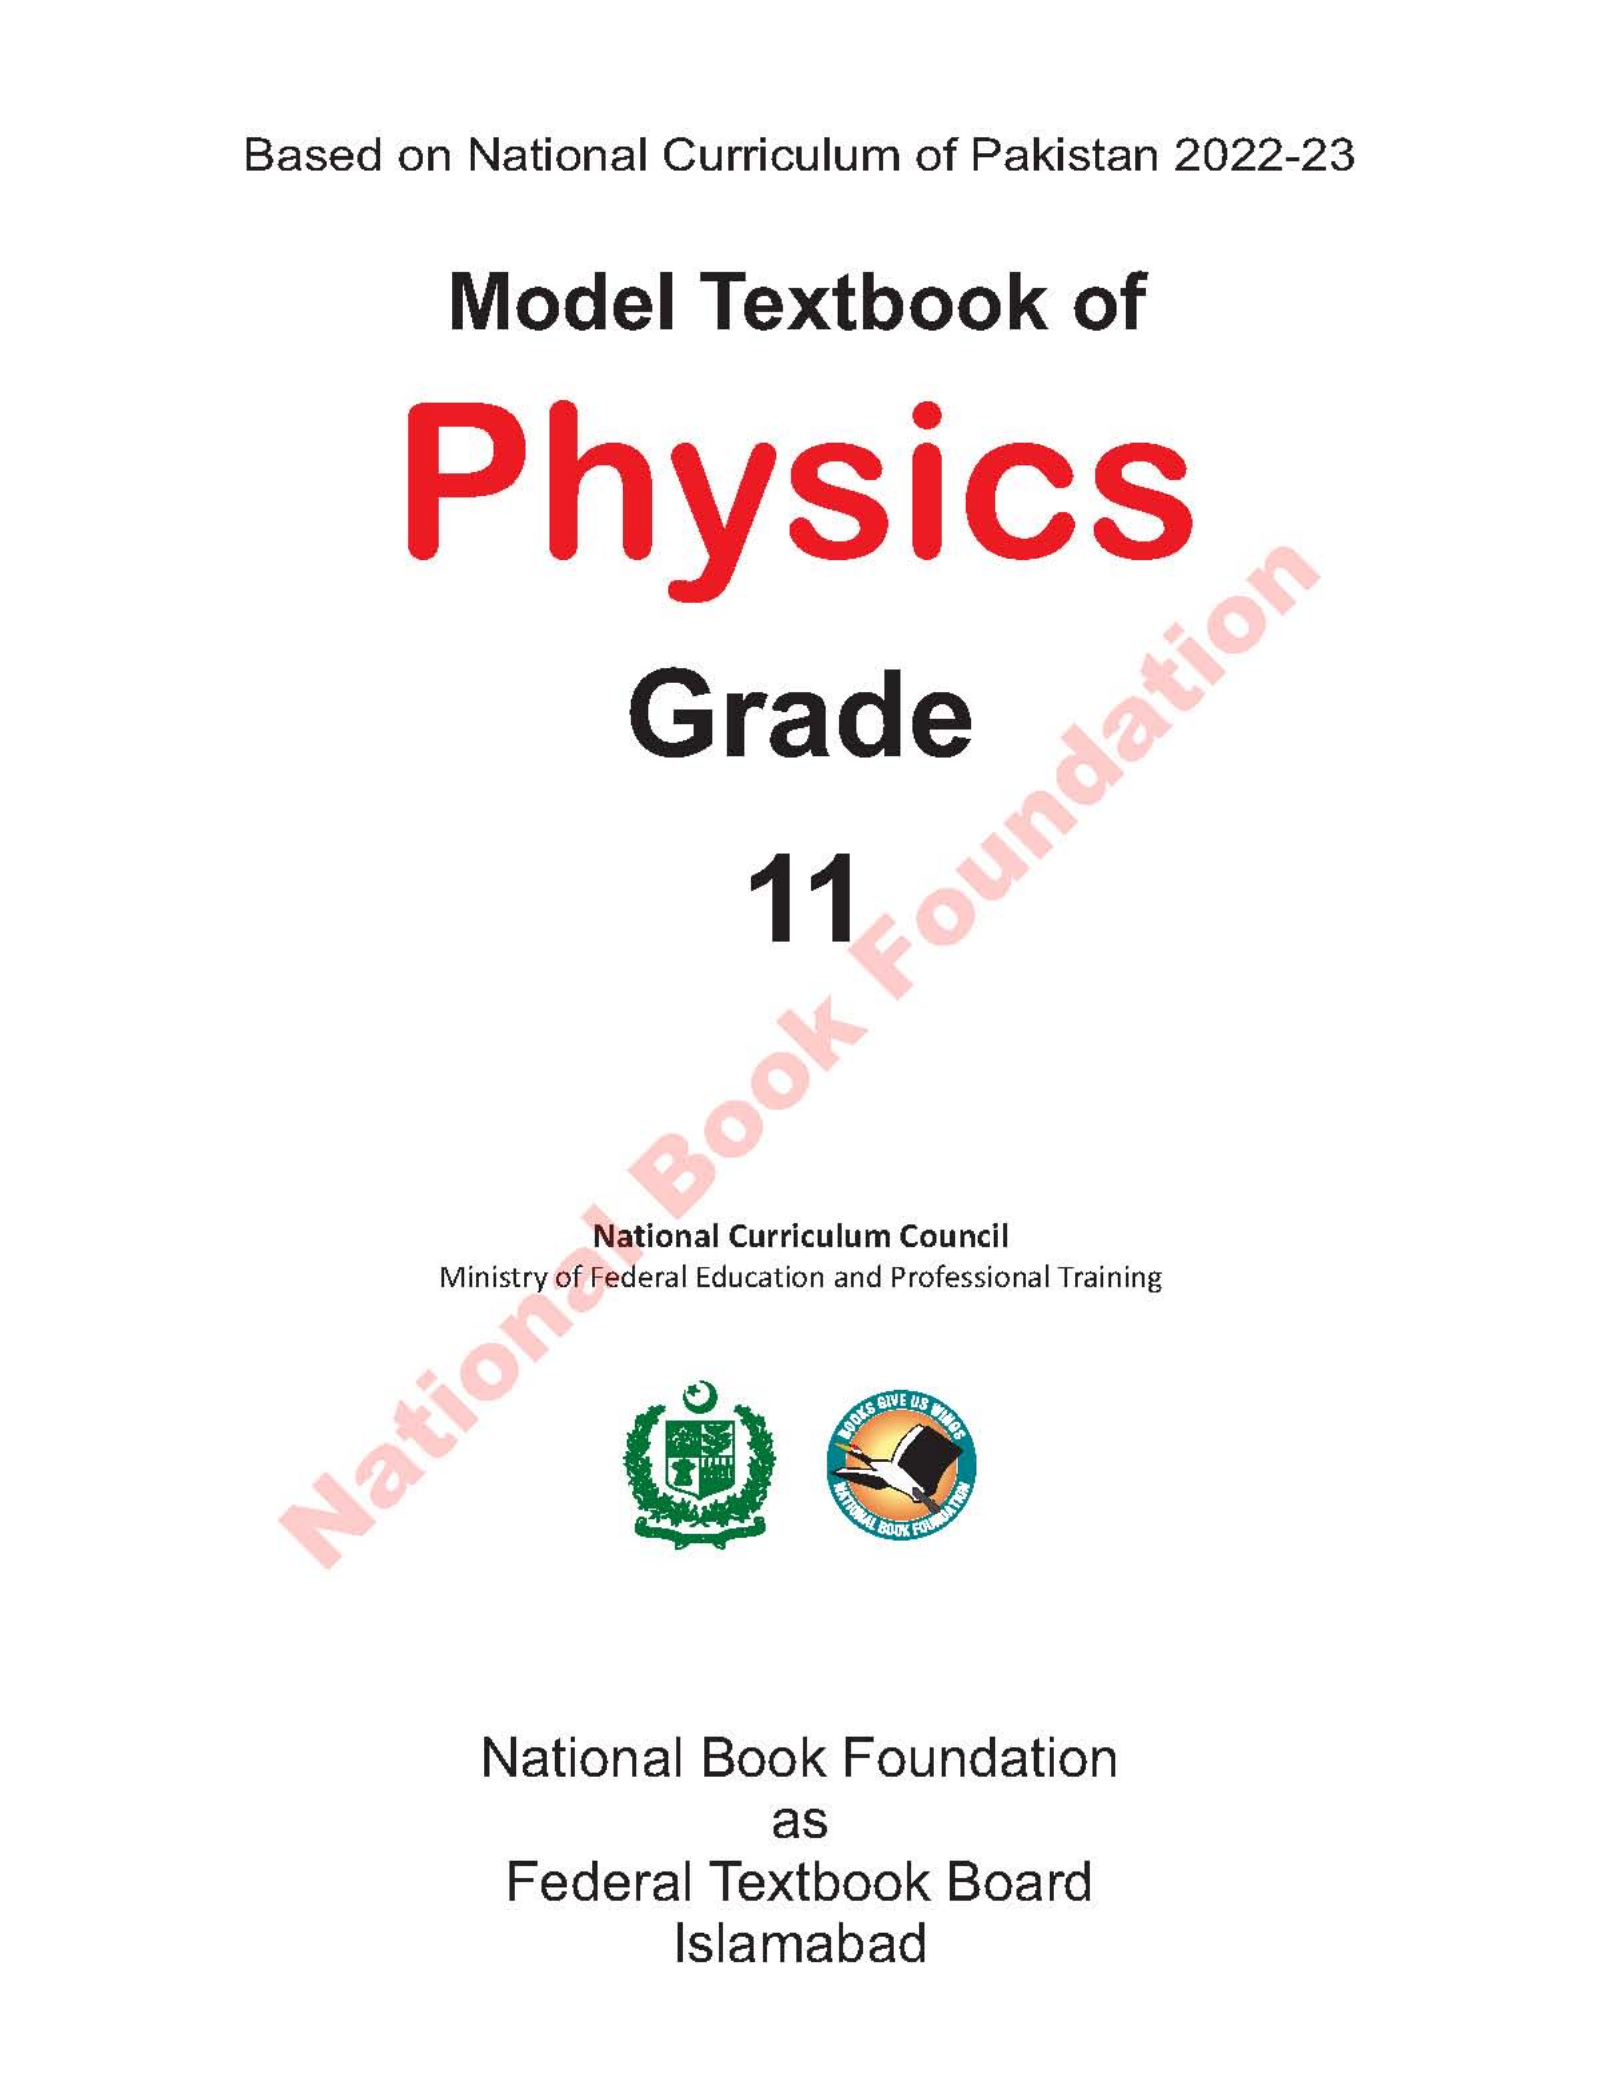 Based on National Curriculum of Pakistan 2022-23
Model Textbook of
Physics
Grade
11
National Book Foundation
National Curriculum Council
Ministry of Federal Education and Professional Training
BOOKS GIVE US WINGS
NATIONAL BOOK FOUNDATION
National Book Foundation
as
Federal Textbook Board
Islamabad